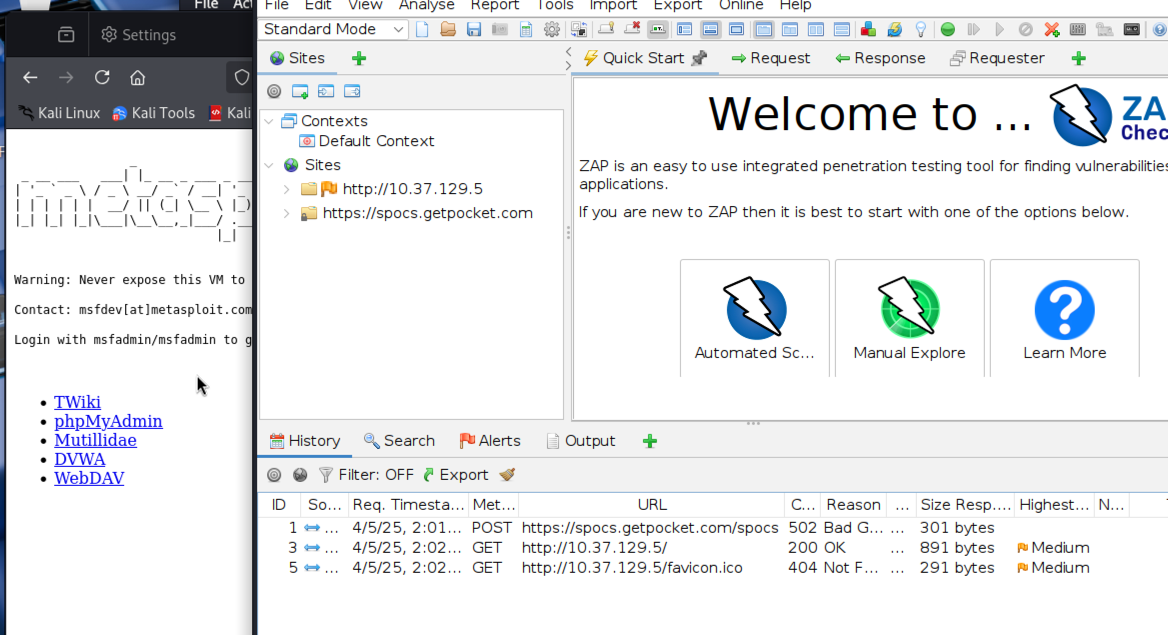 File Act
Settings
Kali Linux Kali Tools Kali
Warning: Never expose this VM to
Contact: msfdev[at]metasploit.com
Login with msfadmin/msfadmin to g
TWiki
phpMyAdmin
Mutillidae
DVWA
WebDAV
File Edit View Analyse Report Tools Import Export Online Help
Standard Mode
Sites
Quick Start Request Response Requester
Contexts
Default Context
Sites
http://10.37.129.5
https://spocs.getpocket.com
Welcome to ...
ZA
Chec
ZAP is an easy to use integrated penetration testing tool for finding vulnerabilities
applications.
If you are new to ZAP then it is best to start with one of the options below.
Automated Sc...
Manual Explore
Learn More
History Search Alerts Output
Filter: OFF Export
ID So... Req. Timesta... Met... URL C... Reason ... Size Resp.... Highest... N...
1 ... 4/5/25, 2:01... POST https://spocs.getpocket.com/spocs 502 Bad G... ... 301 bytes
3 ... 4/5/25, 2:02... GET http://10.37.129.5/ 200 OK ... 891 bytes Medium
5 ... 4/5/25, 2:02... GET http://10.37.129.5/favicon.ico 404 Not F... ... 291 bytes Medium